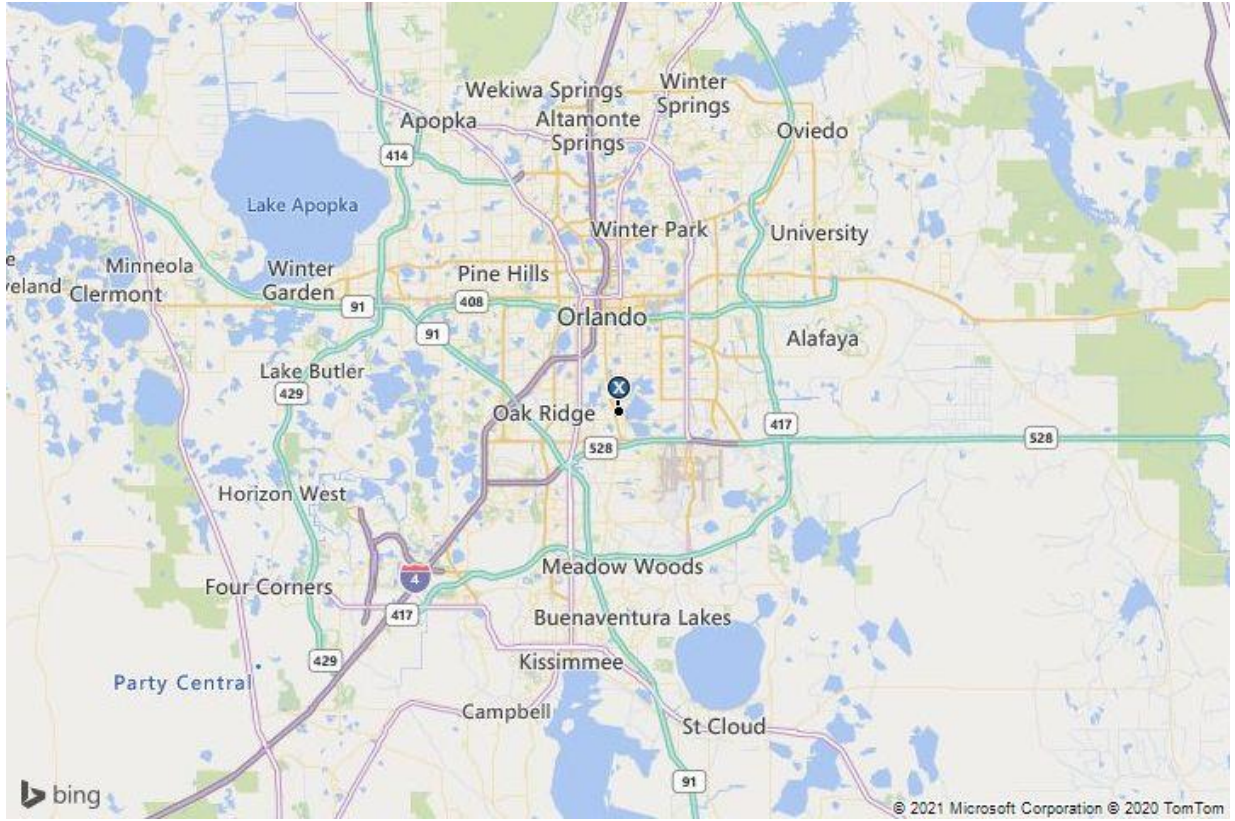 Wekiwa Springs
Winter
Springs
Apopka
Altamonte
Springs
Oviedo
414
Lake Apopka
Winter Park
University
e
Minneola
Winter
Garden
Pine Hills
veland
Clermont
91
408
Orlando
91
Alafaya
Lake Butler
429
X
Oak Ridge
417
528
528
Horizon West
Meadow Woods
4
Four Corners
417
Buenaventura Lakes
429
Kissimmee
Party Central
Campbell
St Cloud
91
bing
© 2021 Microsoft Corporation © 2020 TomTom